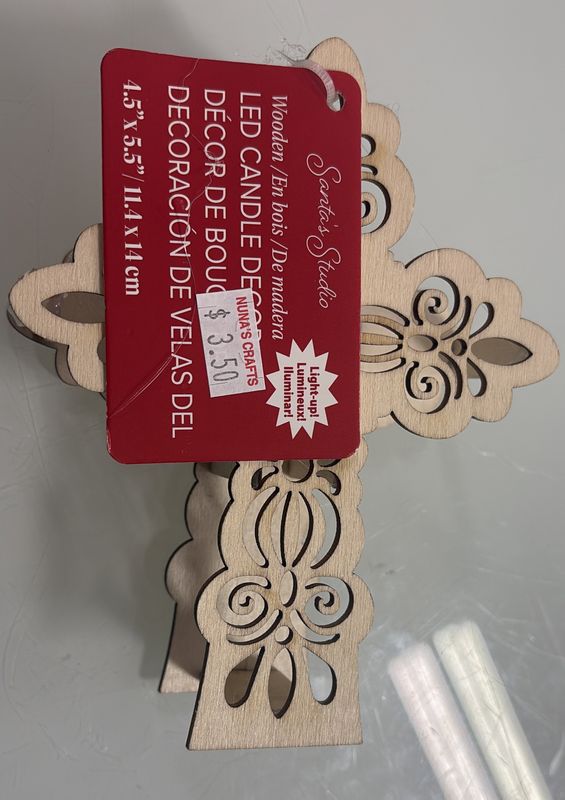 Santa's Studio
Wooden /En bois /De madera
LED CANDLE DECOR
DÉCOR DE BOUG
DECORACIÓN DE VELAS DEL
4.5"x 5.5"/ 11.4 x 14 cm
Light-up!
Lumineux!
Iluminar!
NUNA'S CRAFTS
$ 3.50